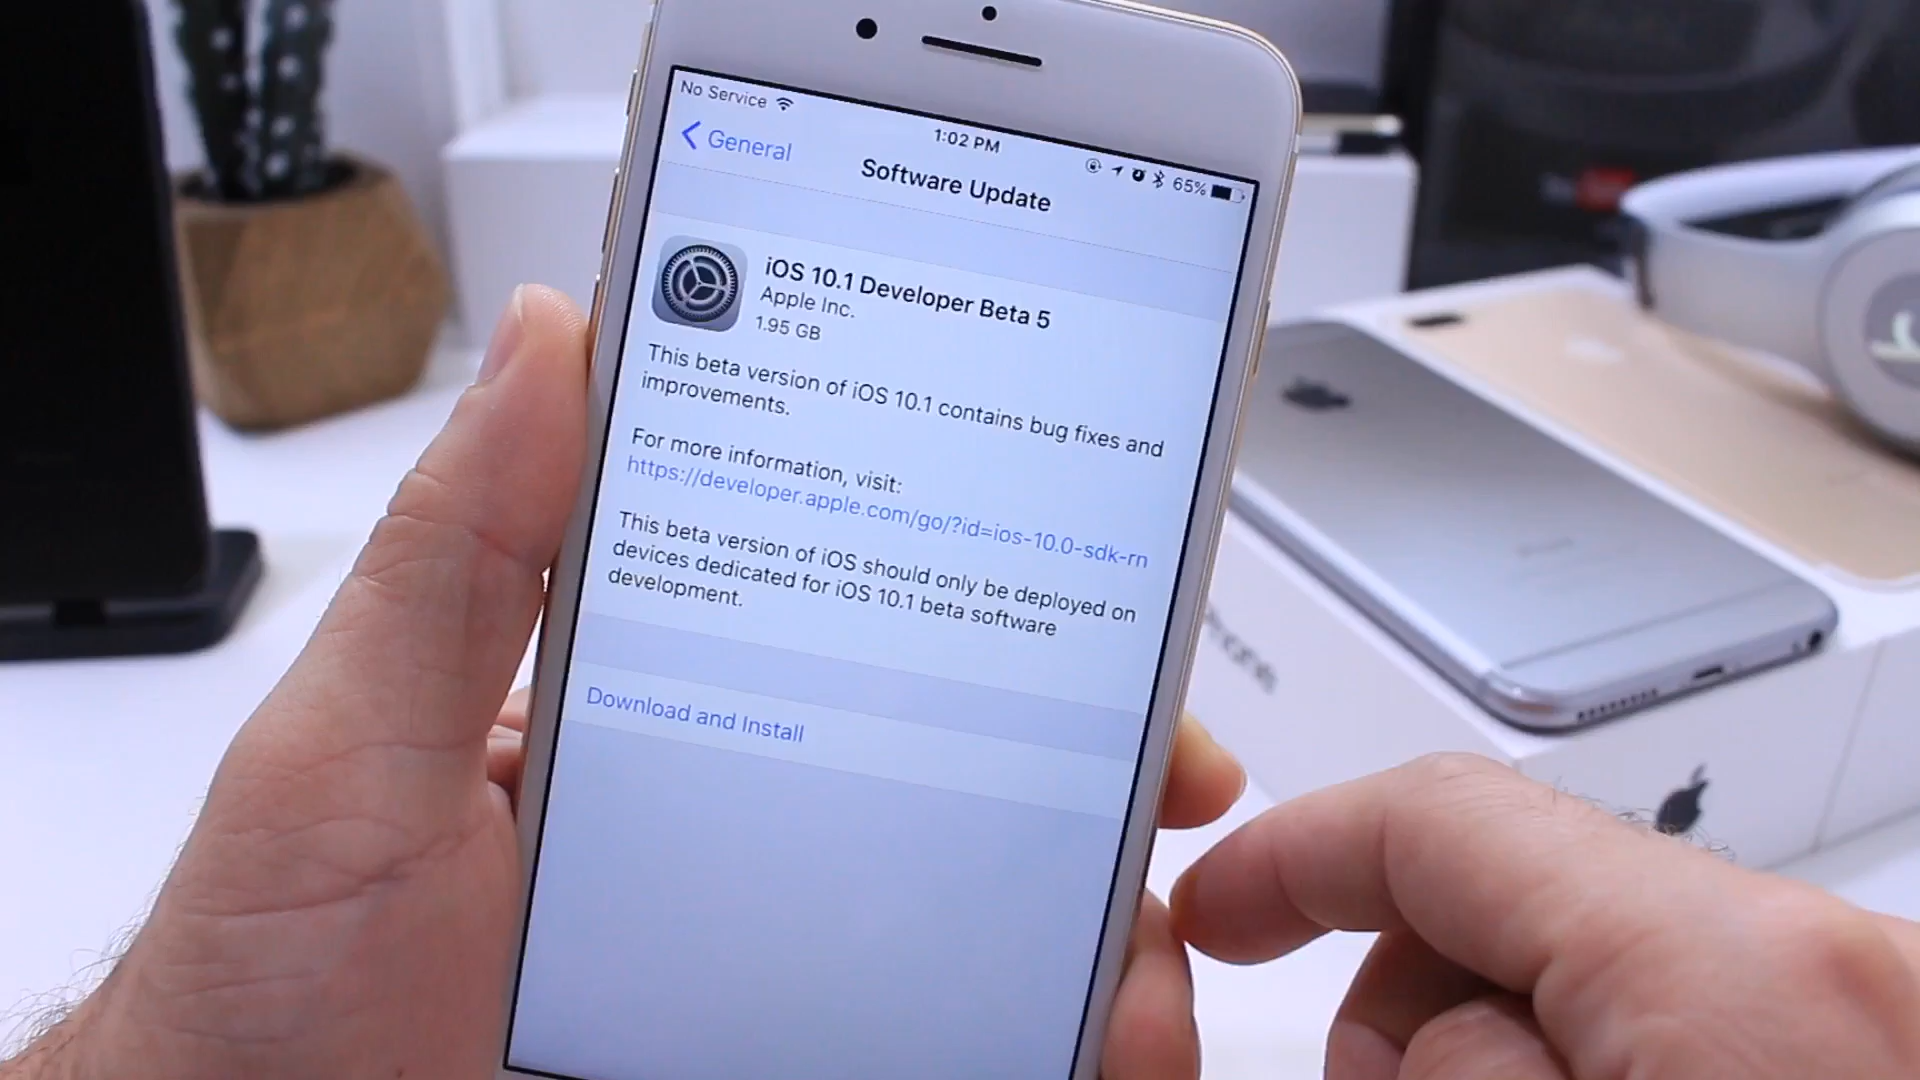 No Service
1:02 PM
65%
General
Software Update
iOS 10.1 Developer Beta 5
Apple Inc.
1.95 GB
This beta version of iOS 10.1 contains bug fixes and
improvements.
For more information, visit:
https://developer.apple.com/go/?id=ios-10.0-sdk-rn
This beta version of iOS should only be deployed on
devices dedicated for iOS 10.1 beta software
development.
Download and Install